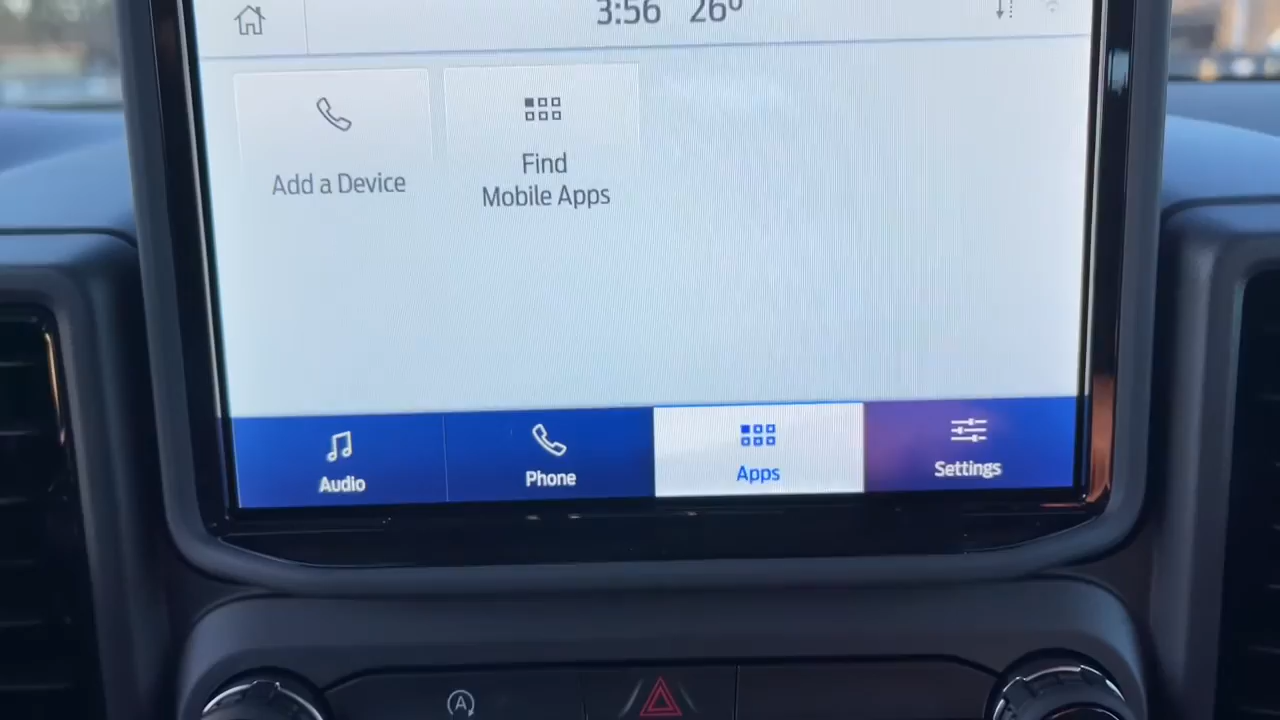 3:56 26°
Add a Device
Find
Mobile Apps
Audio
Phone
Apps
Settings
A